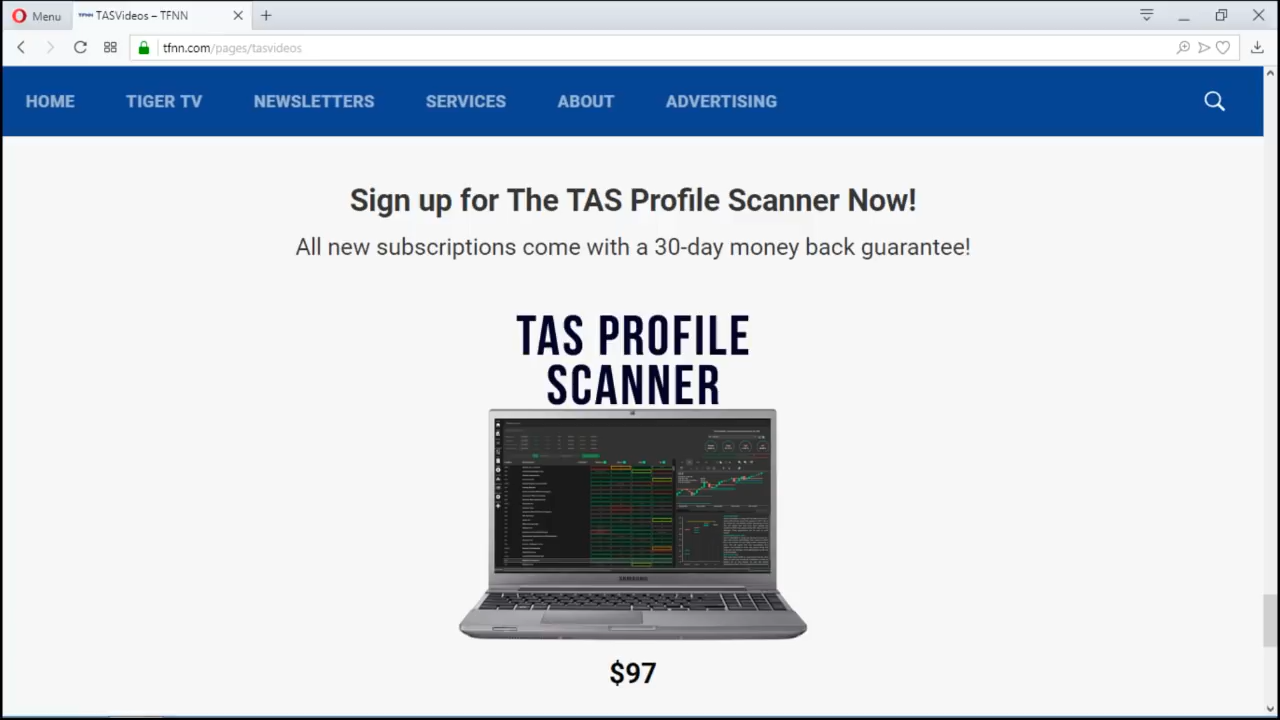 Menu
TFNN TASVideos – TFNN
tfnn.com/pages/tasvideos
HOME TIGER TV NEWSLETTERS SERVICES ABOUT ADVERTISING
Sign up for The TAS Profile Scanner Now!
All new subscriptions come with a 30-day money back guarantee!
TAS PROFILE
SCANNER
SAMSUNG
$97